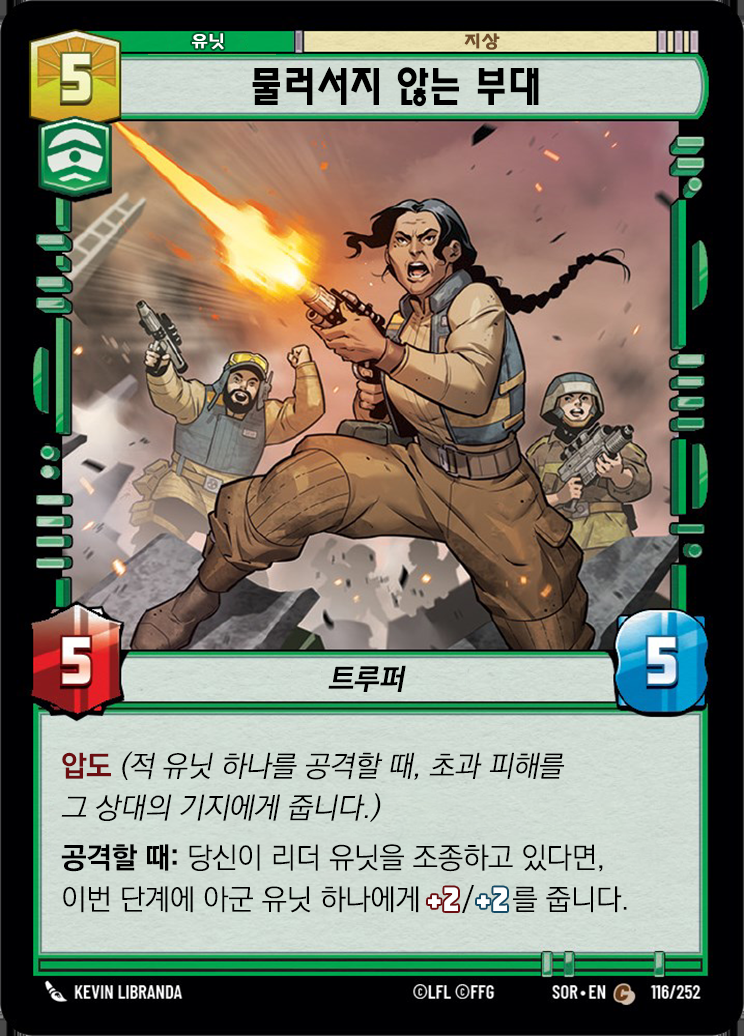 유닛
지상
5
물러서지 않는 부대
5
트루퍼
5
압도 (적 유닛 하나를 공격할 때, 초과 피해를
그 상대의 기지에게 줍니다.)
공격할 때: 당신이 리더 유닛을 조종하고 있다면,
이번 단계에 아군 유닛 하나에게 +2/+2를 줍니다.
KEVIN LIBRANDA
©LFL ©FFG
SOR•EN C 116/252